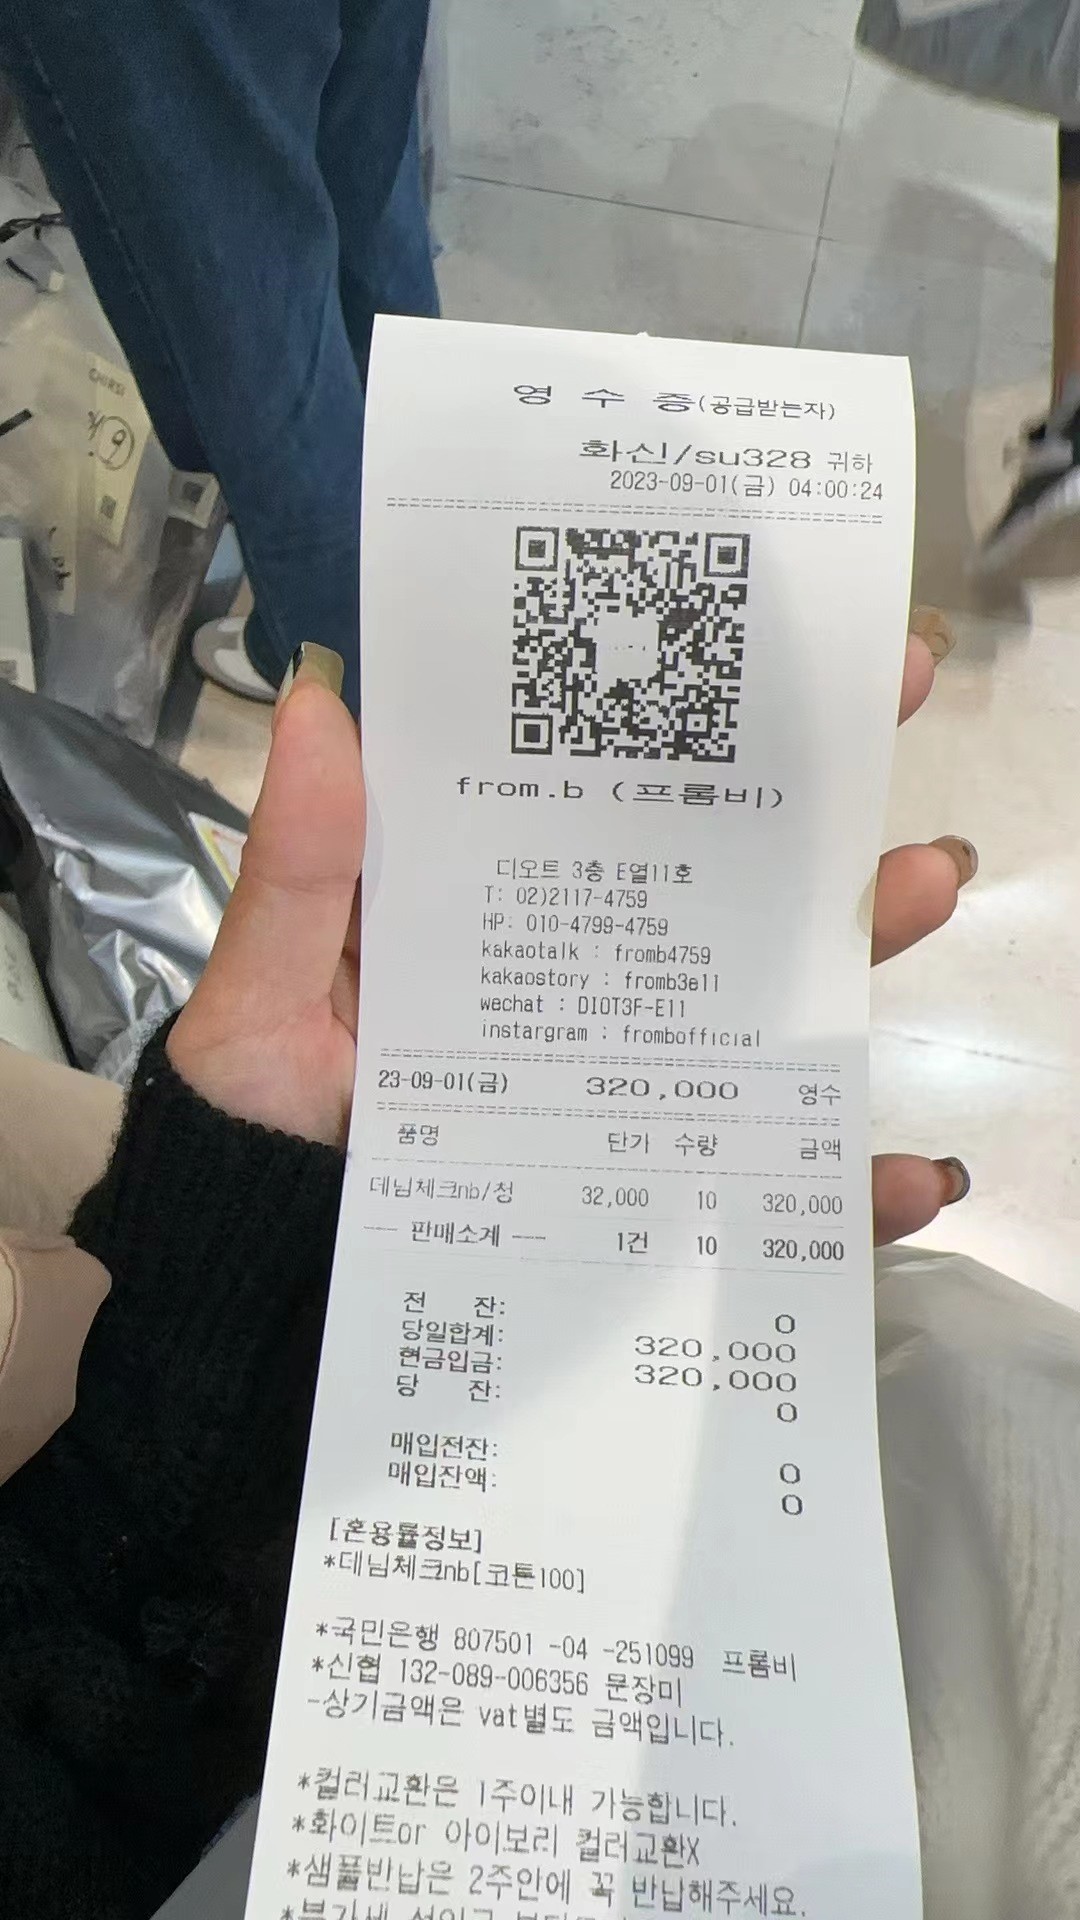 영 수 증(공급받는자)
화신/su328 귀하
2023-09-01(금) 04:00:24
from.b (프롬비)
디오트 3층 E열11호
T: 02)2117-4759
HP: 010-4799-4759
kakaotalk : fromb4759
kakaostory : fromb3e11
wechat : DIOT3F-E11
instargram : frombofficial
23-09-01(금) 320,000 영수
품명 단가 수량 금액
데님체크nb/청 32,000 10 320,000
--- 판매소계 --- 1건 10 320,000
전 잔: 0
당일합계: 320,000
현금입금: 320,000
당 잔: 0
매입전잔: 0
매입잔액: 0
[혼용률정보]
*데님체크nb[코튼100]
*국민은행 807501 -04 -251099 프롬비
*신협 132-089-006356 문장미
-상기금액은 vat별도 금액입니다.
*컬러교환은 1주이내 가능합니다.
*화이트or 아이보리 컬러교환X
*샘플반납은 2주안에 꼭 반납해주세요.